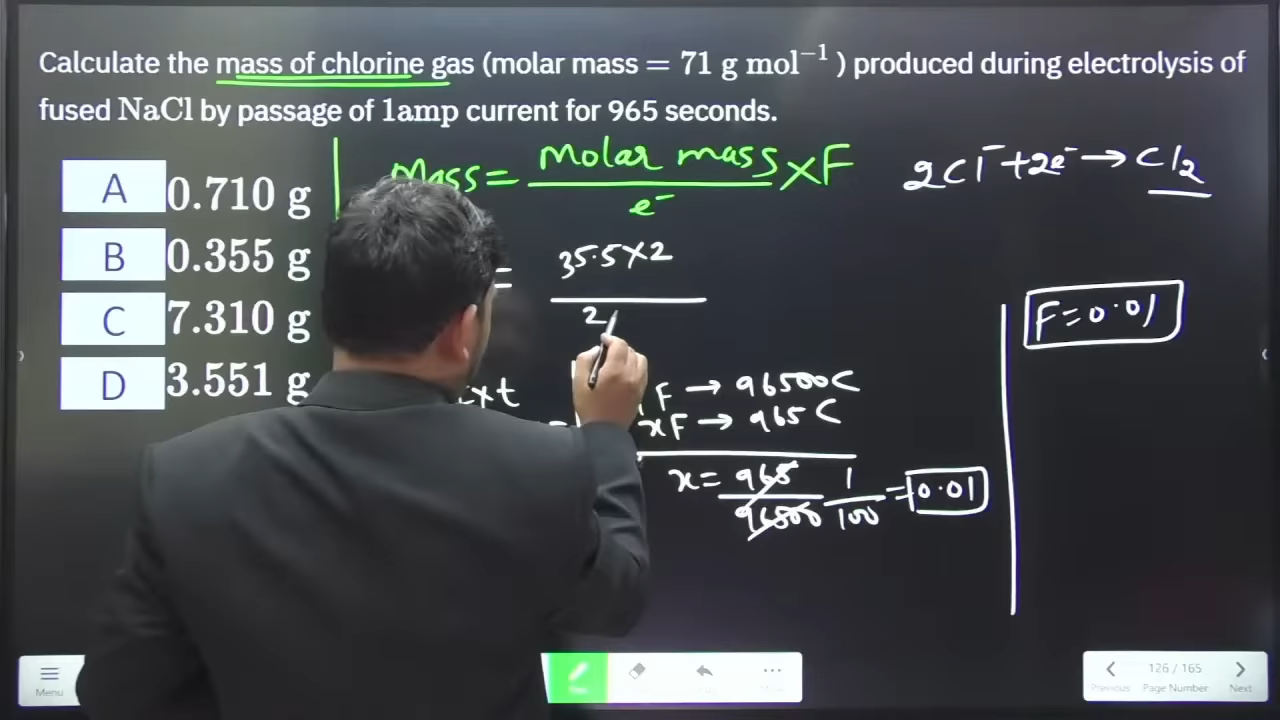 Calculate the mass of chlorine gas (molar mass = 71 g mol⁻¹ ) produced during electrolysis of
fused NaCl by passage of 1amp current for 965 seconds.
A 0.710 g
B 0.355 g
C 7.310 g
D 3.551 g
Mass = Molar mass / e⁻ × F
2Cl⁻ + 2e⁻ → Cl₂
= 35.5 × 2 / 2
F = 0.01
×t
F → 96500C
=
xF → 965 C
x = 965 / 96500 1 / 100 = 0.01
Menu
126 / 165
Previous Page Number Next